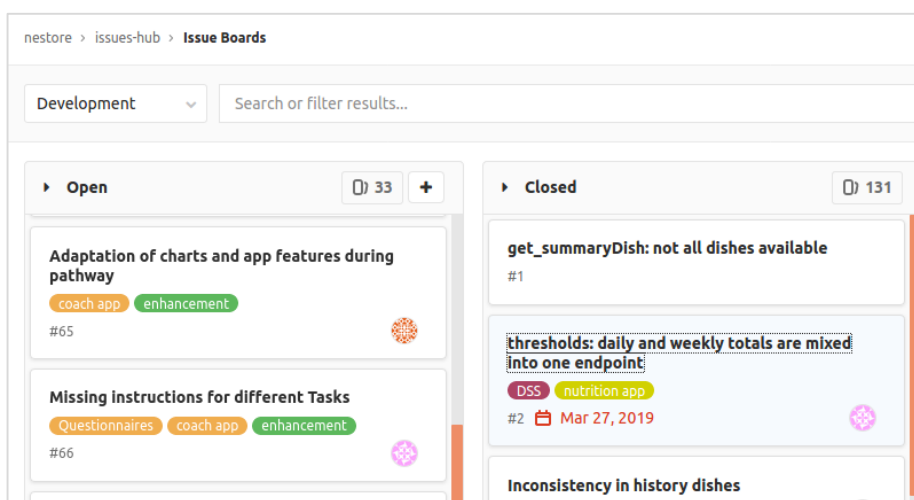 nestore > issues-hub > Issue Boards
Development
Search or filter results...
Open
33
+
Adaptation of charts and app features during
pathway
coach app
enhancement
#65
Missing instructions for different Tasks
Questionnaires
coach app
enhancement
#66
Closed
131
get_summaryDish: not all dishes available
#1
thresholds: daily and weekly totals are mixed
into one endpoint
DSS
nutrition app
#2
Mar 27, 2019
Inconsistency in history dishes